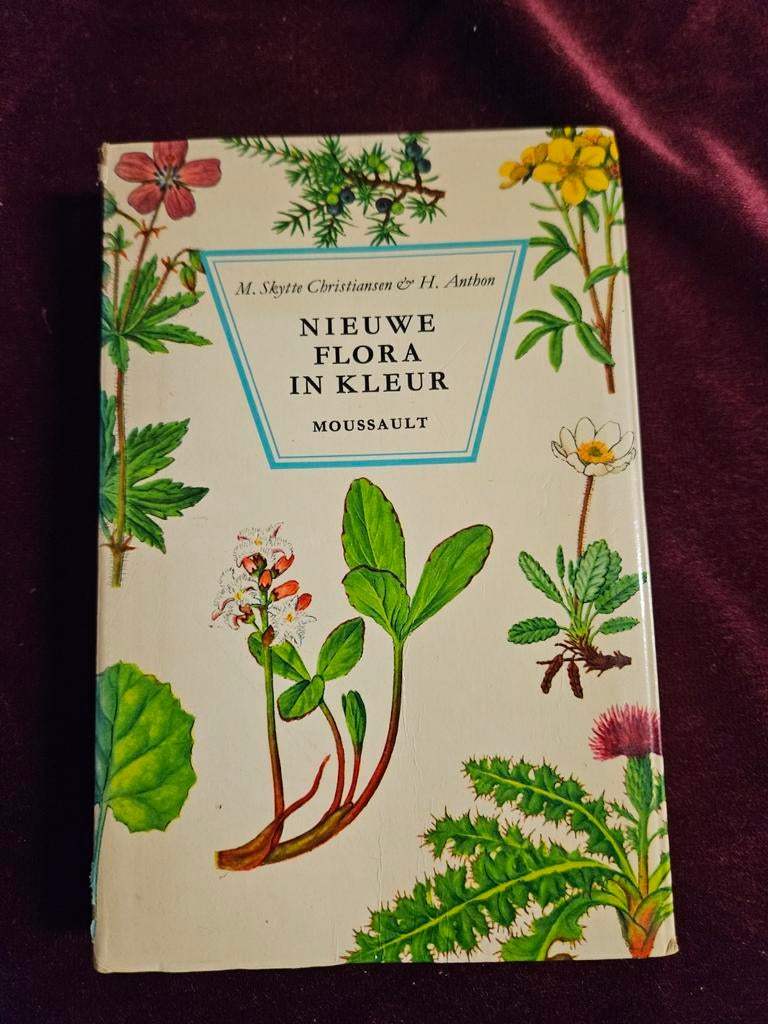 M. Skytte Christiansen & H. Anthon
NIEUWE
FLORA
IN KLEUR
MOUSSAULT